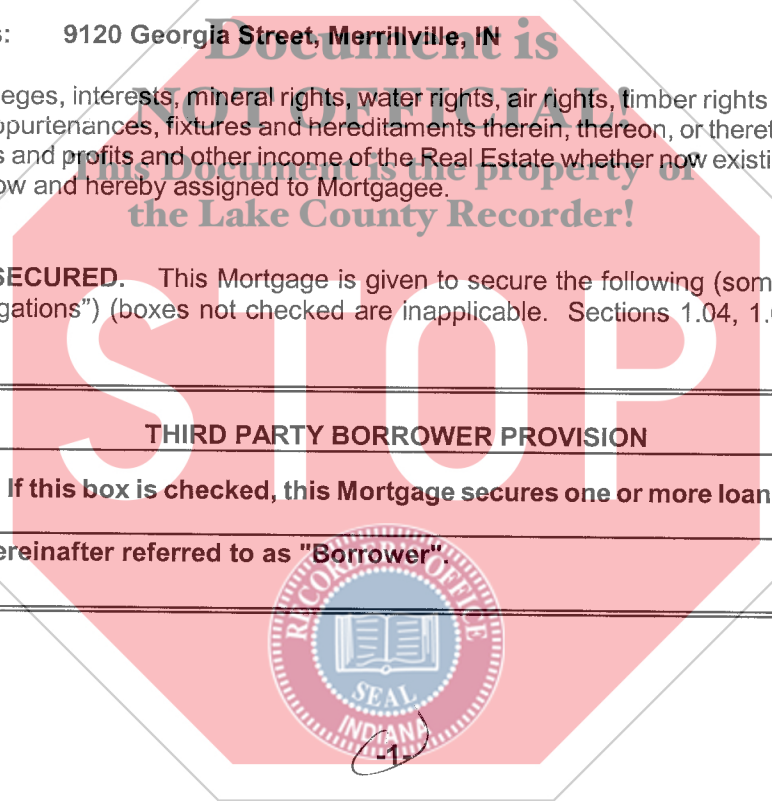 s: 9120 Georgia Street, Merrillville, IN
Document is
eges, interests, mineral rights, water rights, air rights, timber rights
NOT OFFICIAL!
ppurtenances, fixtures and hereditaments therein, thereon, or theref
s and profits and other income of the Real Estate whether now existi
This Document is the property of
ow and hereby assigned to Mortgagee.
the Lake County Recorder!
SECURED. This Mortgage is given to secure the following (som
gations") (boxes not checked are inapplicable. Sections 1.04, 1.
STOP
THIRD PARTY BORROWER PROVISION
If this box is checked, this Mortgage secures one or more loan
ereinafter referred to as "Borrower".
RECORDER'S OFFICE
SEAL
INDIANA
-1-